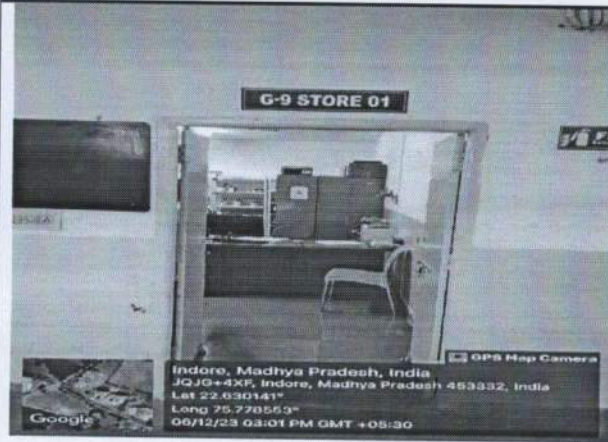 G-9 STORE 01
GPS Map Camera
Indore, Madhya Pradesh, India
JQJG+4XF, Indore, Madhya Pradesh 453332, India
Lat 22.630141°
Long 75.778553°
06/12/23 03:01 PM GMT +05:30
Google